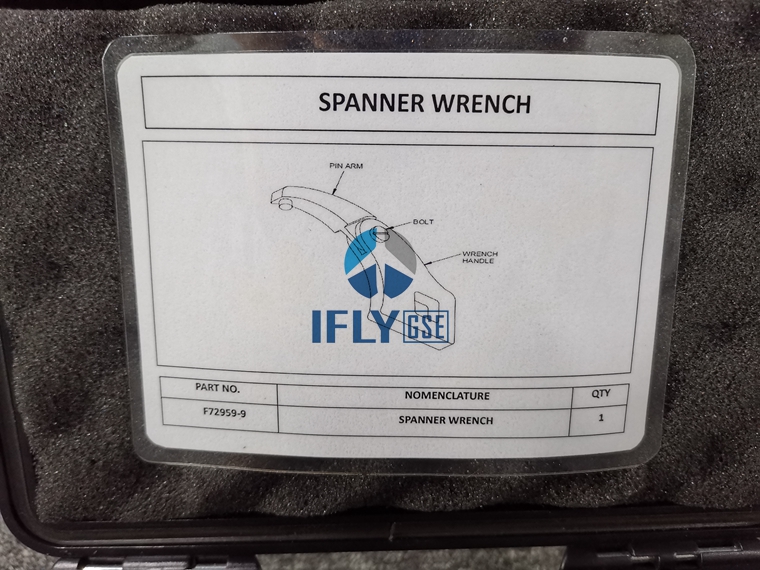 SPANNER WRENCH
PIN ARM
BOLT
WRENCH
HANDLE
IFLY GSE
PART NO.
NOMENCLATURE
QTY
F72959-9
SPANNER WRENCH
1